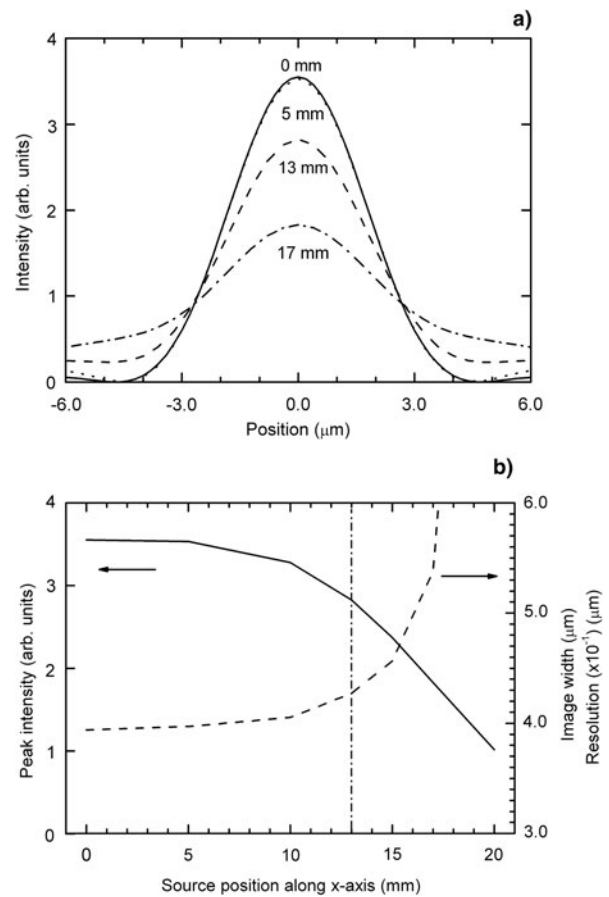 a)
4
3
2
1
0
Intensity (arb. units)
0 mm
5 mm
13 mm
17 mm
-6.0
-3.0
0.0
3.0
6.0
Position (μm)
b)
4
3
2
1
0
Peak intensity (arb. units)
6.0
5.0
4.0
3.0
Image width (μm)
Resolution (x10⁻¹) (μm)
0
5
10
15
20
Source position along x-axis (mm)